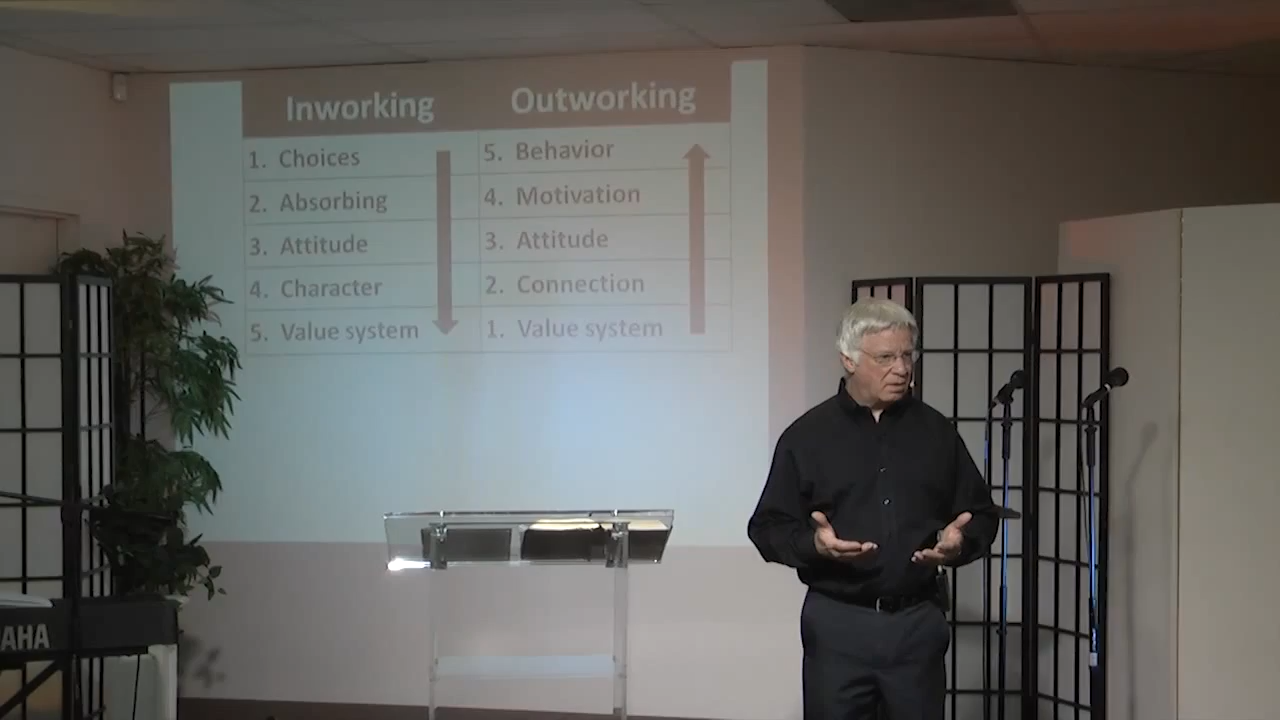 Inworking Outworking
1. Choices 5. Behavior
2. Absorbing 4. Motivation
3. Attitude 3. Attitude
4. Character 2. Connection
5. Value system 1. Value system
AHA